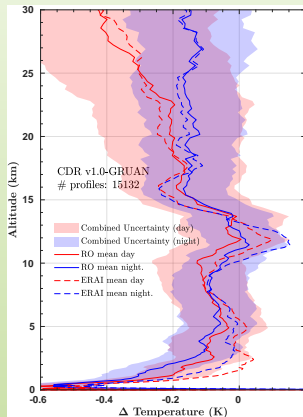 30
25
20
15
10
5
0
Altitude (km)
CDR v1.0-GRUAN
# profiles: 15132
Combined Uncertainty (day)
Combined Uncertainty (night)
RO mean day
RO mean night.
ERAI mean day
ERAI mean night.
-0.6 -0.4 -0.2 0
Δ Temperature (K)